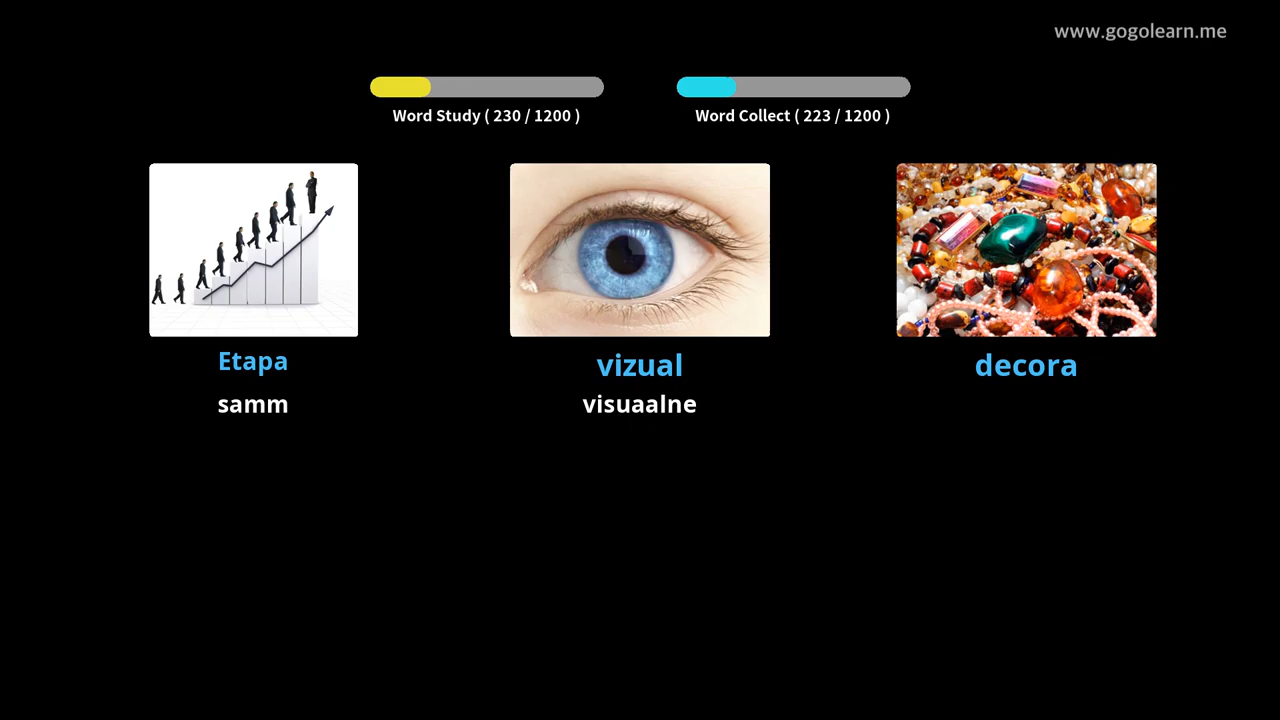 www.gogolearn.me
Word Study ( 230 / 1200 )
Word Collect ( 223 / 1200 )
Etapa
vizual
decora
samm
visuaalne